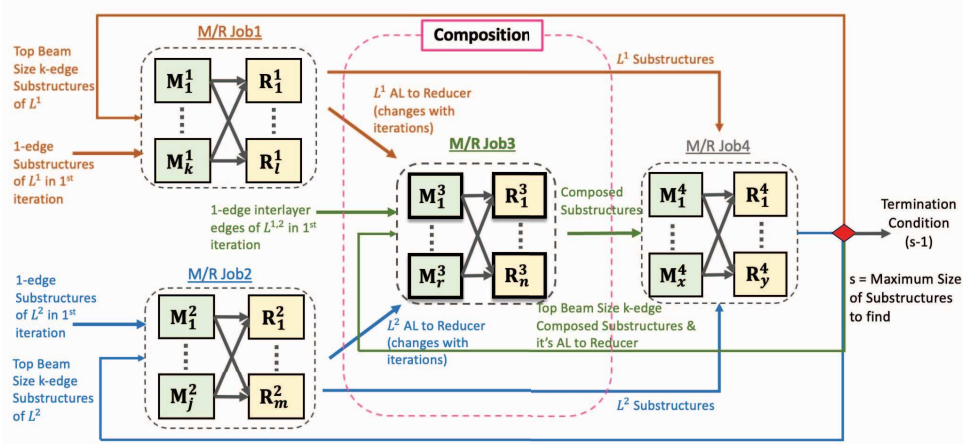 M/R Job1
Composition
Top Beam
Size k-edge
Substructures
of L¹
M₁¹
R₁¹
Mₖ¹
Rₗ¹
1-edge
Substructures
of L¹ in 1st
iteration
L¹ Substructures
L¹ AL to Reducer
(changes with
iterations)
M/R Job3
M/R Job4
M₁³
R₁³
Mᵣ³
Rₙ³
1-edge interlayer
edges of L¹,² in 1st
iteration
Composed
Substructures
M₁⁴
R₁⁴
Mₓ⁴
Rᵧ⁴
Termination
Condition
(s-1)
s = Maximum Size
of Substructures
to find
M/R Job2
1-edge
Substructures
of L² in 1st
iteration
M₁²
R₁²
Mⱼ²
Rₘ²
Top Beam
Size k-edge
Substructures
of L²
L² AL to Reducer
(changes with
iterations)
Top Beam Size k-edge
Composed Substructures &
it's AL to Reducer
L² Substructures